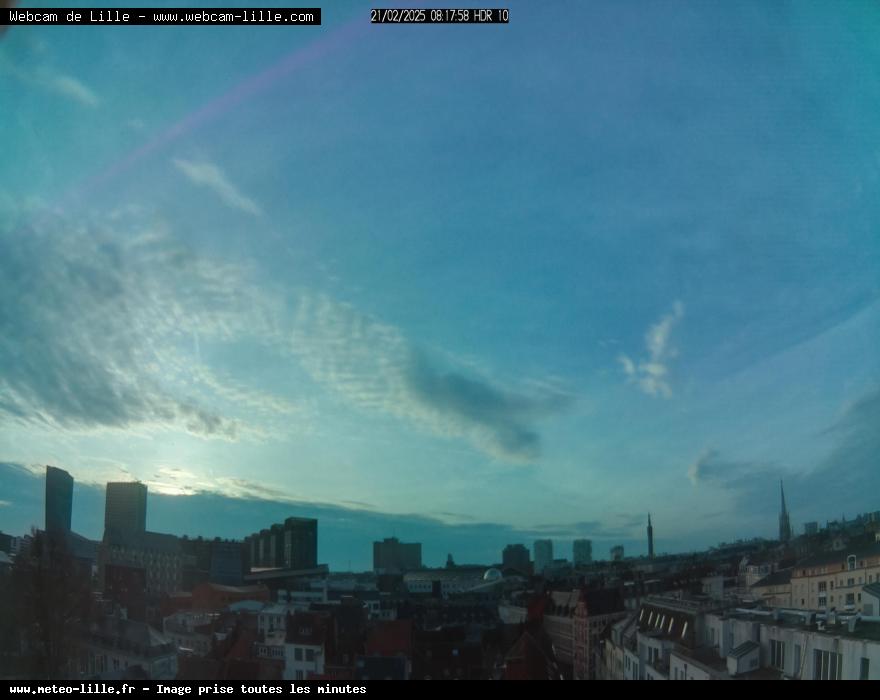 Webcam de Lille - www.webcam-lille.com
21/02/2025 08:17:58 HDR 10
www.meteo-lille.fr - Image prise toutes les minutes